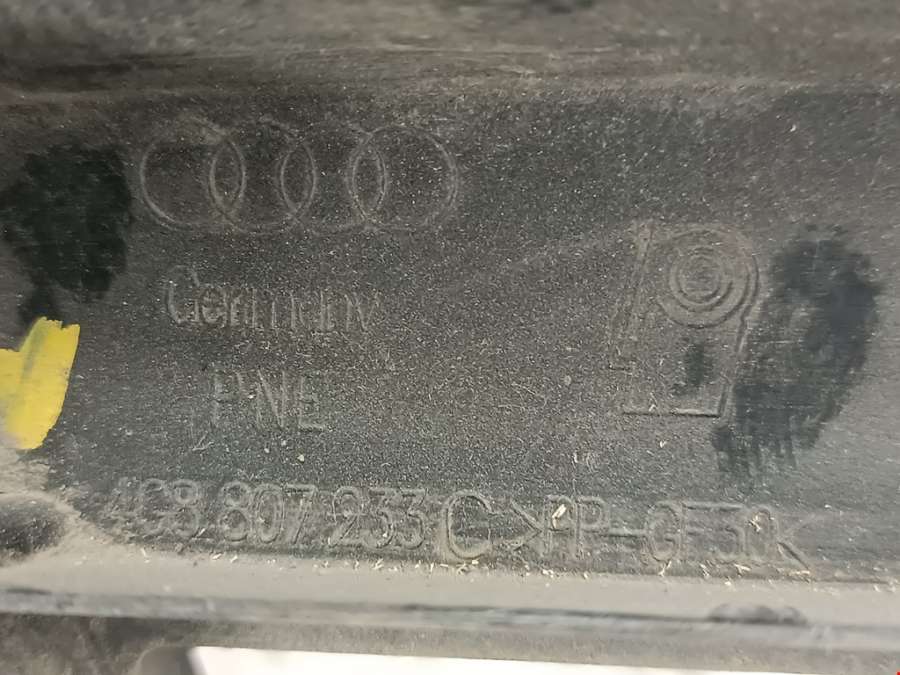 Germany
PNE
4G8 807 233 C >PP-GF30<